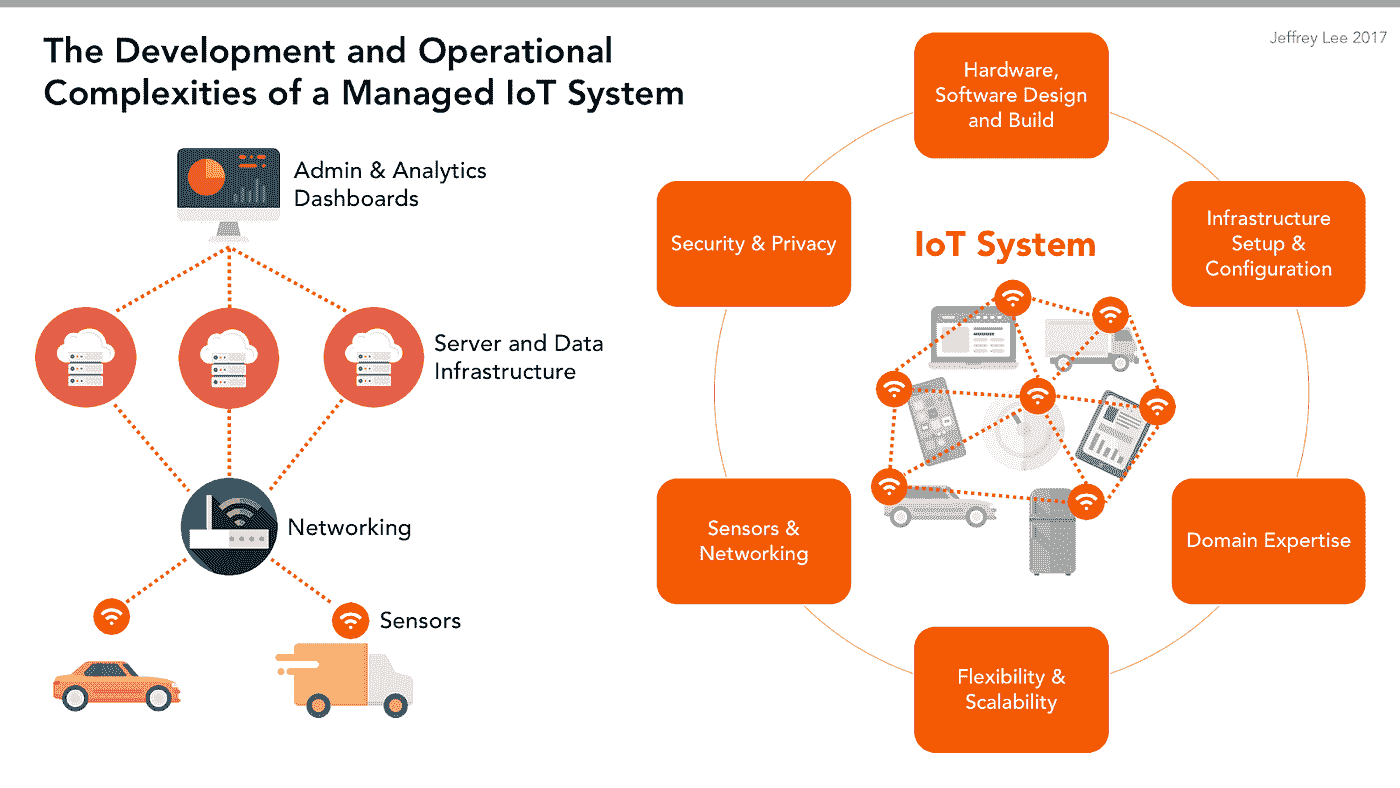 The Development and Operational
Complexities of a Managed IoT System
Jeffrey Lee 2017
Admin & Analytics
Dashboards
Server and Data
Infrastructure
Networking
Sensors
Hardware,
Software Design
and Build
Security & Privacy
Infrastructure
Setup &
Configuration
IoT System
Sensors &
Networking
Domain Expertise
Flexibility &
Scalability